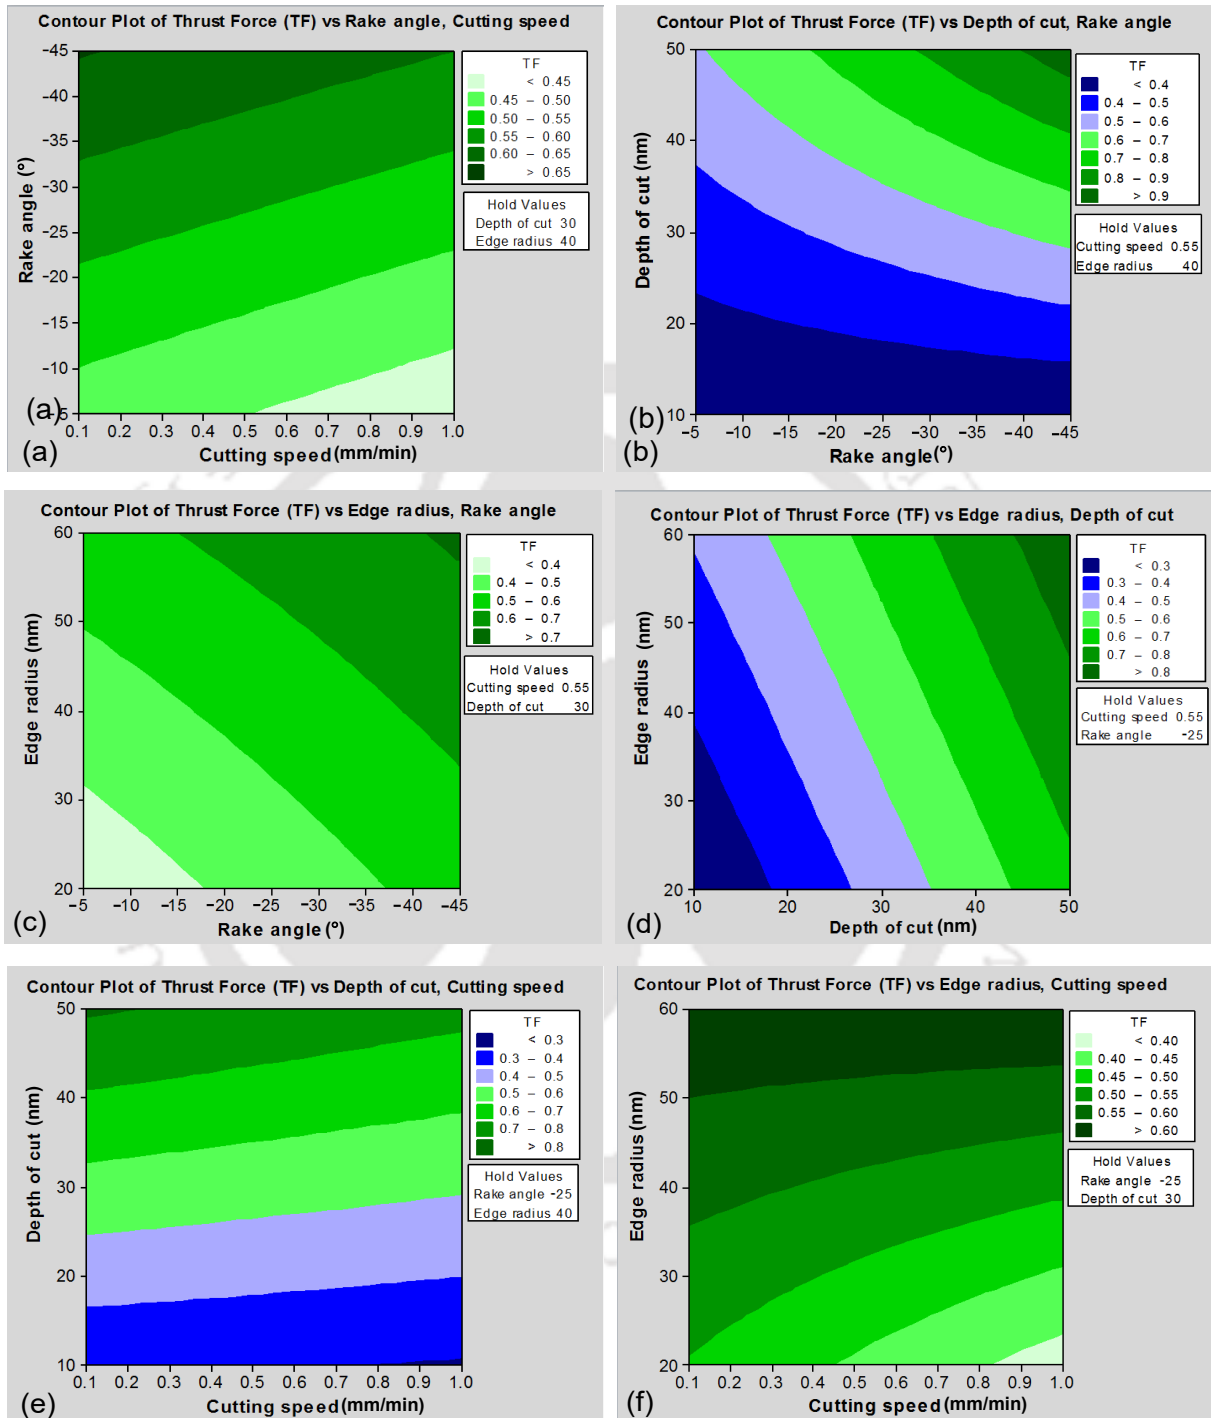 Contour Plot of Thrust Force (TF) vs Rake angle, Cutting speed
TF
< 0.45
0.45 – 0.50
0.50 – 0.55
0.55 – 0.60
0.60 – 0.65
> 0.65
Hold Values
Depth of cut 30
Edge radius 40
Rake angle (°)
-45
-40
-35
-30
-25
-20
-15
-10
-5
(a)
0.1 0.2 0.3 0.4 0.5 0.6 0.7 0.8 0.9 1.0
(a)
Cutting speed (mm/min)
Contour Plot of Thrust Force (TF) vs Depth of cut, Rake angle
TF
< 0.4
0.4 – 0.5
0.5 – 0.6
0.6 – 0.7
0.7 – 0.8
0.8 – 0.9
> 0.9
Hold Values
Cutting speed 0.55
Edge radius 40
Depth of cut (nm)
50
40
30
20
10
(b)
-5 -10 -15 -20 -25 -30 -35 -40 -45
(b)
Rake angle (°)
Contour Plot of Thrust Force (TF) vs Edge radius, Rake angle
TF
< 0.4
0.4 – 0.5
0.5 – 0.6
0.6 – 0.7
> 0.7
Hold Values
Cutting speed 0.55
Depth of cut 30
Edge radius (nm)
60
50
40
30
20
-5 -10 -15 -20 -25 -30 -35 -40 -45
(c)
Rake angle (°)
Contour Plot of Thrust Force (TF) vs Edge radius, Depth of cut
TF
< 0.3
0.3 – 0.4
0.4 – 0.5
0.5 – 0.6
0.6 – 0.7
0.7 – 0.8
> 0.8
Hold Values
Cutting speed 0.55
Rake angle -25
Edge radius (nm)
60
50
40
30
20
10 20 30 40 50
(d)
Depth of cut (nm)
Contour Plot of Thrust Force (TF) vs Depth of cut, Cutting speed
TF
< 0.3
0.3 – 0.4
0.4 – 0.5
0.5 – 0.6
0.6 – 0.7
0.7 – 0.8
> 0.8
Hold Values
Rake angle -25
Edge radius 40
Depth of cut (nm)
50
40
30
20
10
0.1 0.2 0.3 0.4 0.5 0.6 0.7 0.8 0.9 1.0
(e)
Cutting speed (mm/min)
Contour Plot of Thrust Force (TF) vs Edge radius, Cutting speed
TF
< 0.40
0.40 – 0.45
0.45 – 0.50
0.50 – 0.55
0.55 – 0.60
> 0.60
Hold Values
Rake angle -25
Depth of cut 30
Edge radius (nm)
60
50
40
30
20
0.1 0.2 0.3 0.4 0.5 0.6 0.7 0.8 0.9 1.0
(f)
Cutting speed (mm/min)